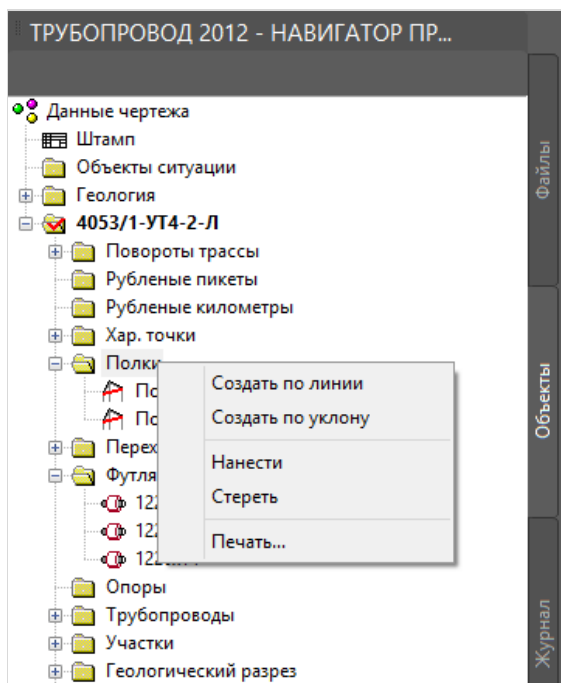 ТРУБОПРОВОД 2012 - НАВИГАТОР ПР...
Данные чертежа
Штамп
Объекты ситуации
Геология
4053/1-УТ4-2-Л
Повороты трассы
Рубленые пикеты
Рубленые километры
Хар. точки
Полки
Создать по линии
Создать по уклону
Нанести
Стереть
Печать...
Опоры
Трубопроводы
Участки
Геологический разрез
Файлы
Объекты
Журнал